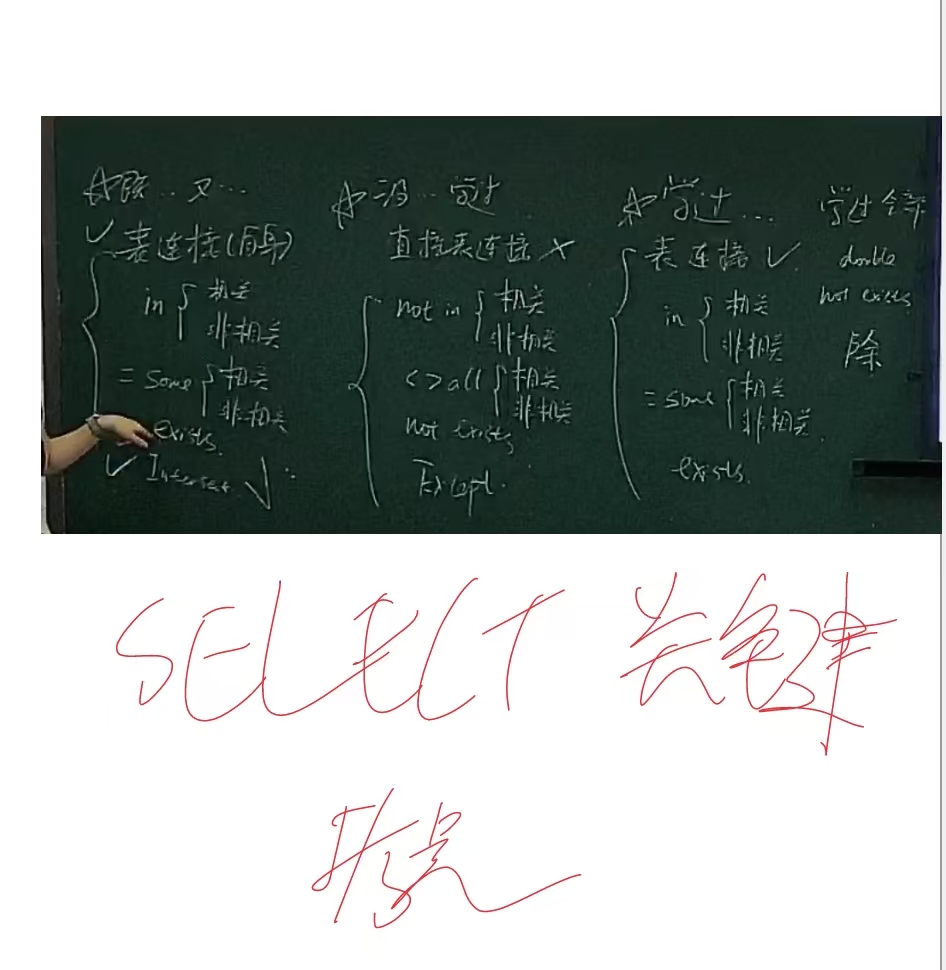 ☆既…又…
✓表连接(自身)
in { 相关
非相关
= some { 相关
非相关
exists.
✓ Intersect ✓
☆没…学过
直接表连接 ×
not in { 相关
非相关
<>all { 相关
非相关
not exists
Except.
☆学过…
表连接 ✓
in { 相关
非相关
= some { 相关
非相关
exists.
学过全部
double
not exists
除
SELECT 关键